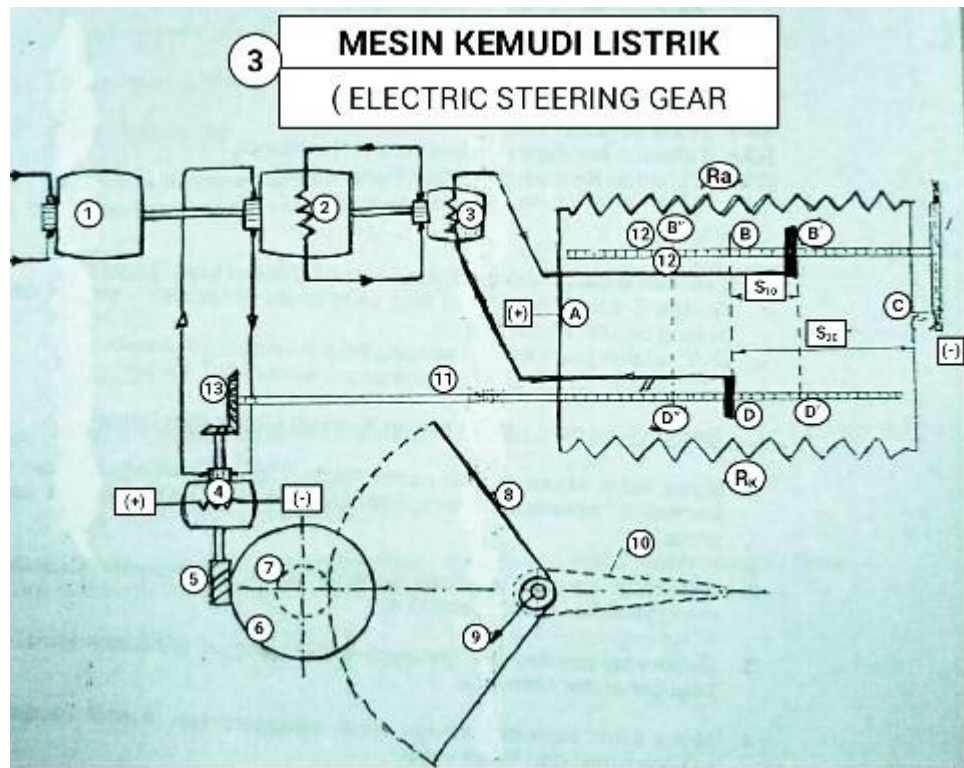 3
MESIN KEMUDI LISTRIK
( ELECTRIC STEERING GEAR
Ra
1
2
3
12 B" B B'
12
S10
(+) A
C
S3E
(-)
13
11
D" D D'
RK
(+) 4 (-)
8
10
5
7
6
9